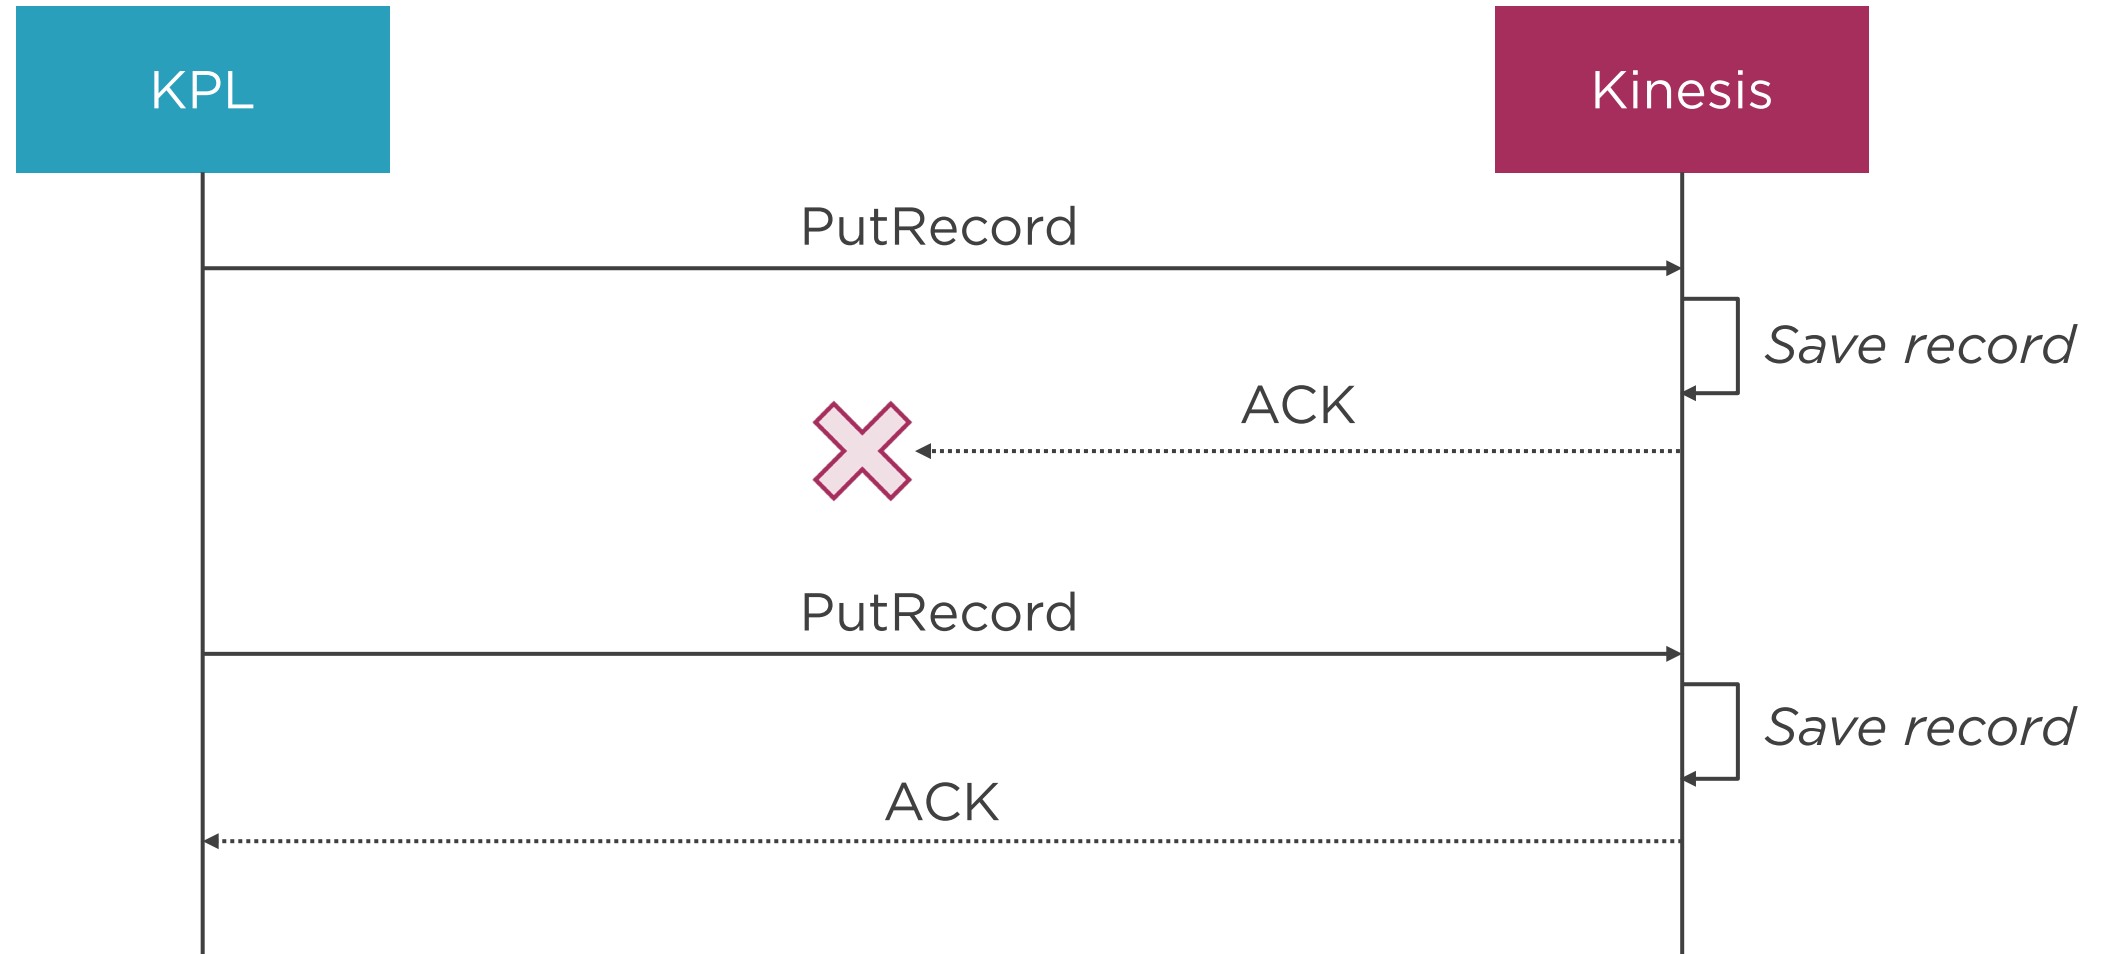 KPL
Kinesis
PutRecord
Save record
ACK
PutRecord
Save record
ACK